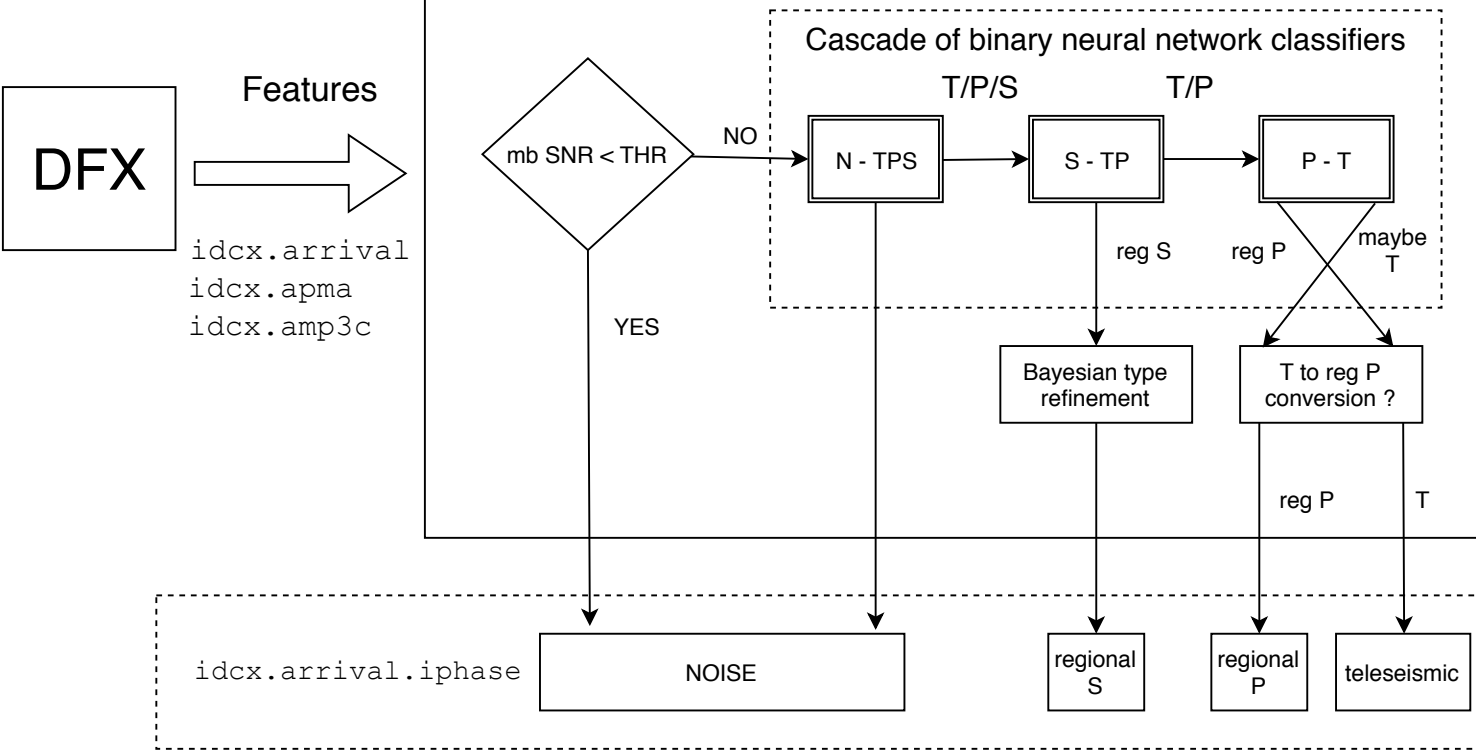 Cascade of binary neural network classifiers
Features
T/P/S
T/P
DFX
mb SNR < THR
NO
N - TPS
S - TP
P - T
idcx.arrival
idcx.apma
idcx.amp3c
reg S
reg P
maybe
T
YES
Bayesian type
refinement
T to reg P
conversion ?
reg P
T
idcx.arrival.iphase
NOISE
regional
S
regional
P
teleseismic